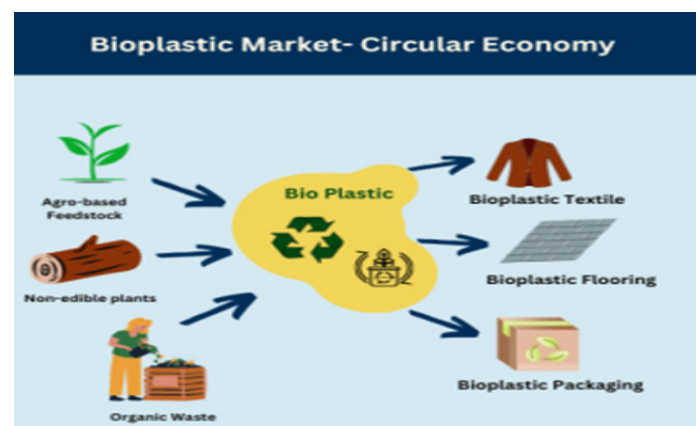 Bioplastic Market- Circular Economy
Agro-based
Feedstock
Non-edible plants
Organic Waste
Bio Plastic
Bioplastic Textile
Bioplastic Flooring
Bioplastic Packaging